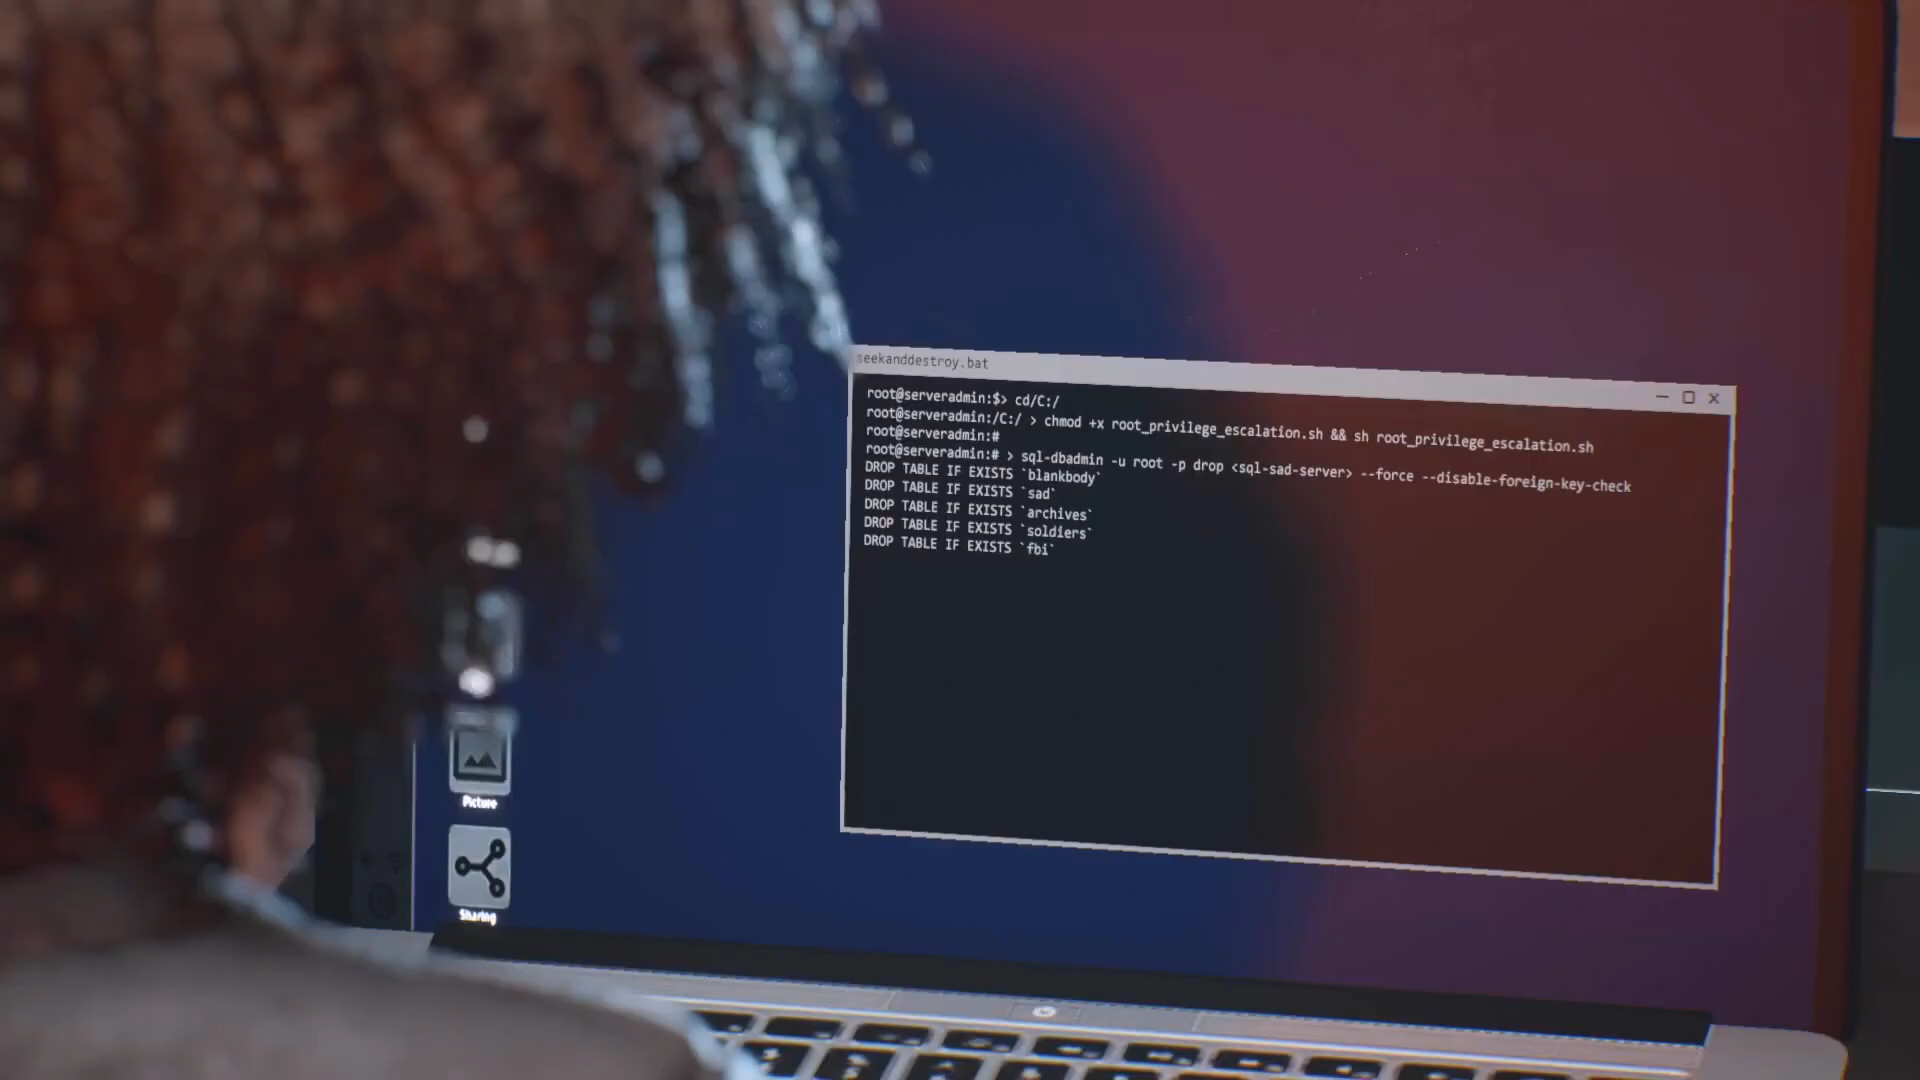 seekanddestroy.bat
root@serveradmin:$> cd/C:/
root@serveradmin:/C:/ > chmod +x root_privilege_escalation.sh && sh root_privilege_escalation.sh
root@serveradmin:#
root@serveradmin:# > sql-dbadmin -u root -p drop <sql-sad-server> --force --disable-foreign-key-check
DROP TABLE IF EXISTS `blankbody`
DROP TABLE IF EXISTS `sad`
DROP TABLE IF EXISTS `archives`
DROP TABLE IF EXISTS `soldiers`
DROP TABLE IF EXISTS `fbi`
Picture
Sharing